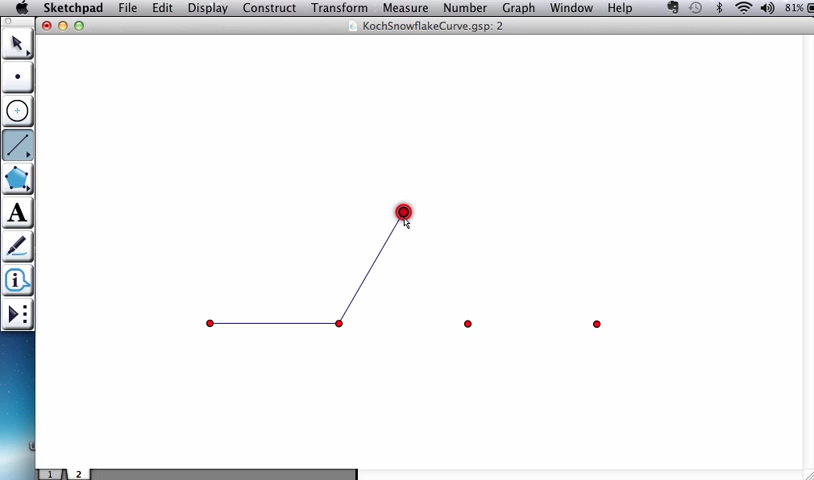 Sketchpad File Edit Display Construct Transform Measure Number Graph Window Help 81%
KochSnowflakeCurve.gsp: 2
A
1 2